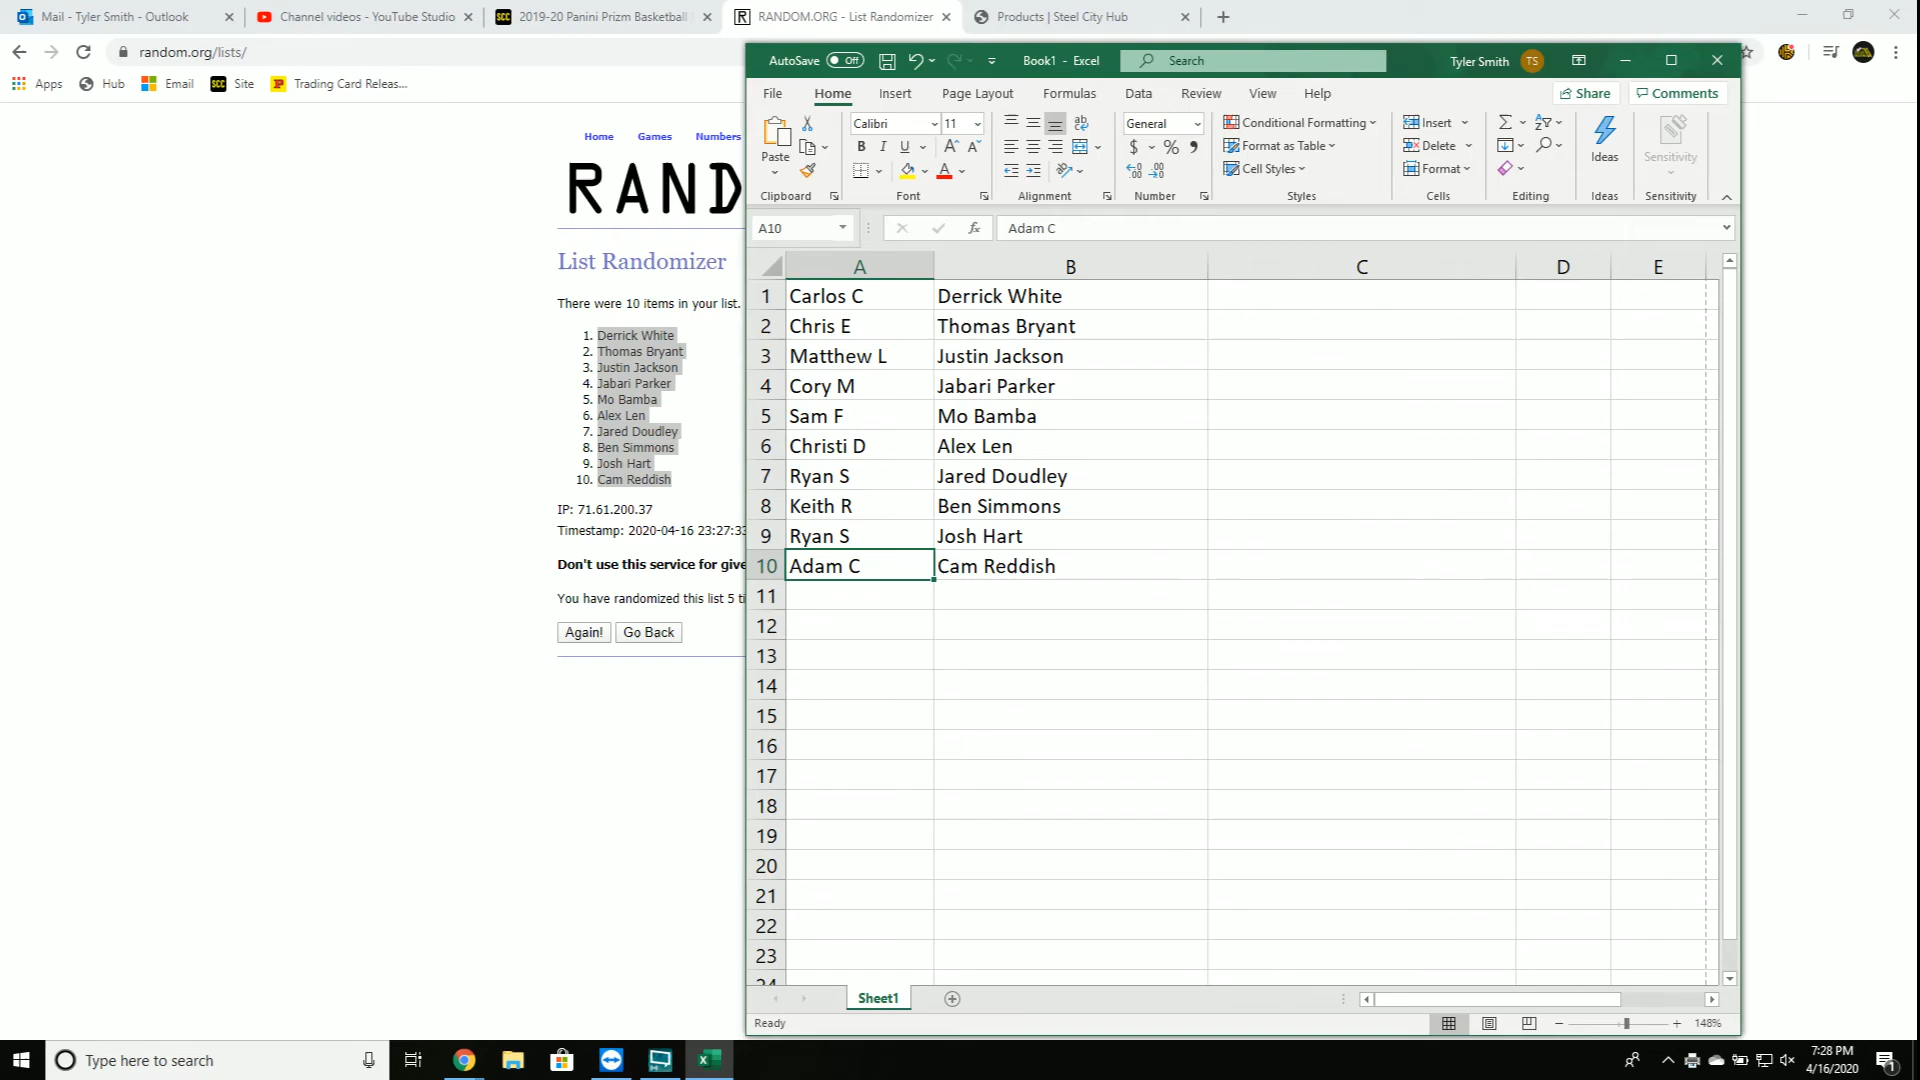 Mail - Tyler Smith - Outlook
Channel videos - YouTube Studio
2019-20 Panini Prizm Basketball
RANDOM.ORG - List Randomizer
Products | Steel City Hub
random.org/lists/
Apps
Hub
Email
Site
Trading Card Releas...
Home
Games
Numbers
RAND
List Randomizer
There were 10 items in your list.
1. Derrick White
2. Thomas Bryant
3. Justin Jackson
4. Jabari Parker
5. Mo Bamba
6. Alex Len
7. Jared Doudley
8. Ben Simmons
9. Josh Hart
10. Cam Reddish
IP: 71.61.200.37
Timestamp: 2020-04-16 23:27:33
Don't use this service for give
You have randomized this list 5 ti
Again!
Go Back
AutoSave Off
Book1 - Excel
Search
Tyler Smith TS
File Home Insert Page Layout Formulas Data Review View Help
Share
Comments
Paste
Calibri 11
B I U
General
Conditional Formatting
Format as Table
Cell Styles
Insert
Delete
Format
Ideas
Sensitivity
Clipboard Font Alignment Number Styles Cells Editing Ideas Sensitivity
A10
fx
Adam C
A B C D E
1 Carlos C Derrick White
2 Chris E Thomas Bryant
3 Matthew L Justin Jackson
4 Cory M Jabari Parker
5 Sam F Mo Bamba
6 Christi D Alex Len
7 Ryan S Jared Doudley
8 Keith R Ben Simmons
9 Ryan S Josh Hart
10 Adam C Cam Reddish
11
12
13
14
15
16
17
18
19
20
21
22
23
24
Sheet1
Ready
148%
Type here to search
7:28 PM
4/16/2020
1